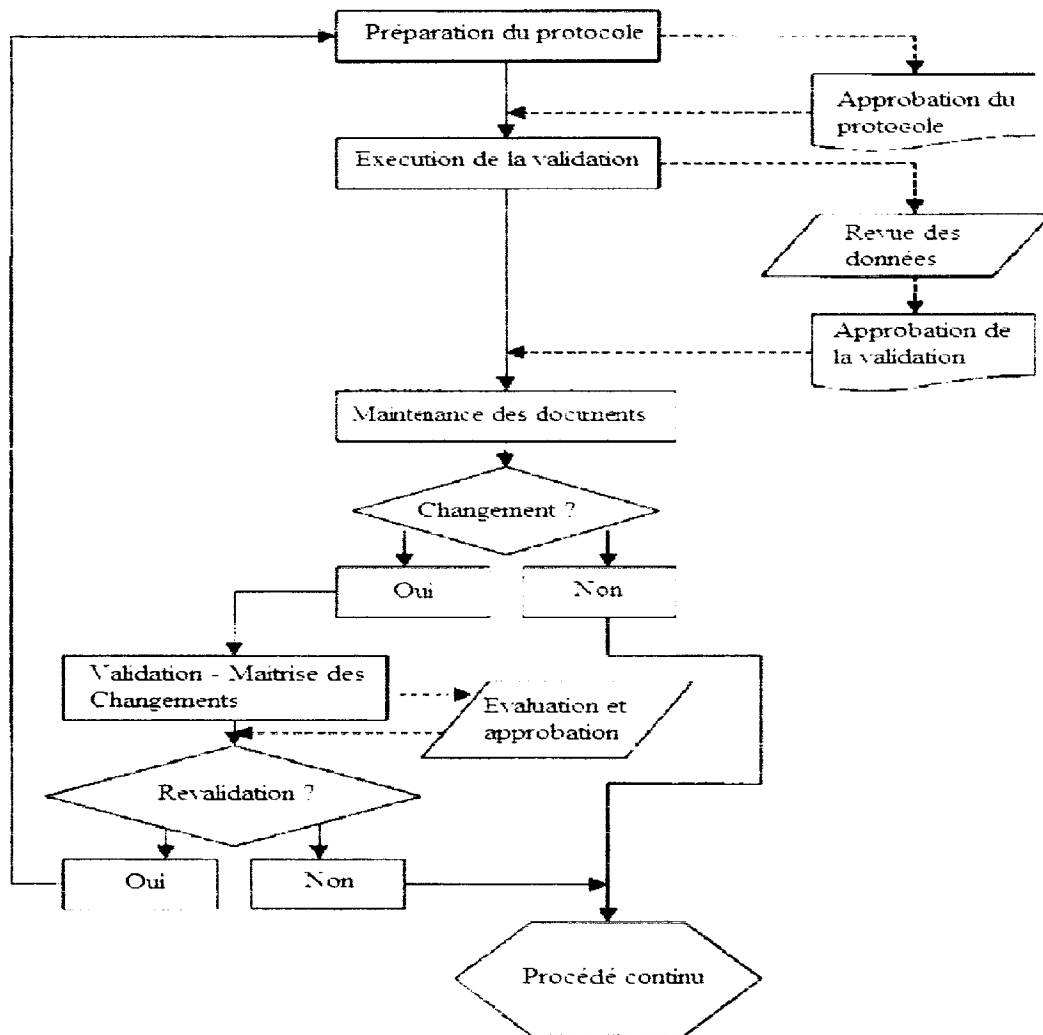 Préparation du protocole
Approbation du
protocole
Execution de la validation
Revue des
données
Approbation de
la validation
Maintenance des documents
Changement ?
Oui
Non
Validation - Maîtrise des
Changements
Evaluation et
approbation
Revalidation ?
Oui
Non
Procédé continu